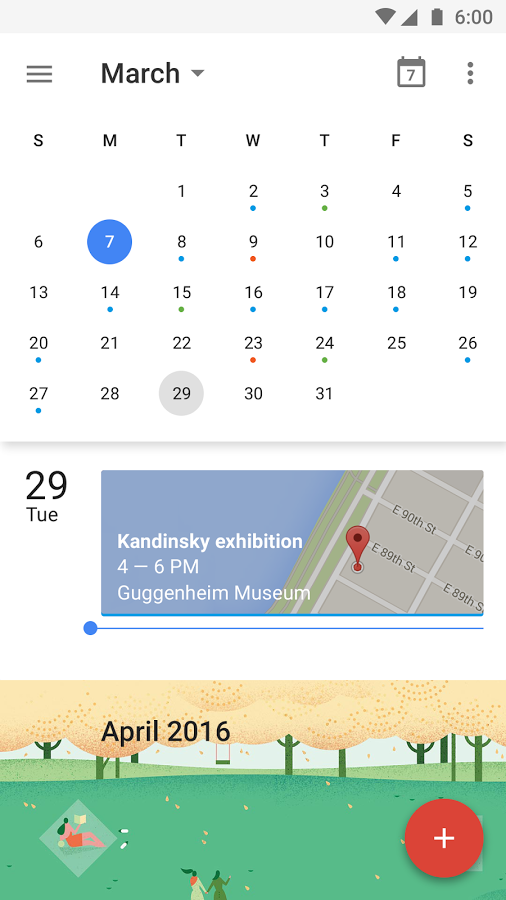 6:00
March
7
S M T W T F S
1 2 3 4 5
6 7 8 9 10 11 12
13 14 15 16 17 18 19
20 21 22 23 24 25 26
27 28 29 30 31
29
Tue
Kandinsky exhibition
4 — 6 PM
Guggenheim Museum
E 90th St
E 89th St
E 90
E 89th St
April 2016